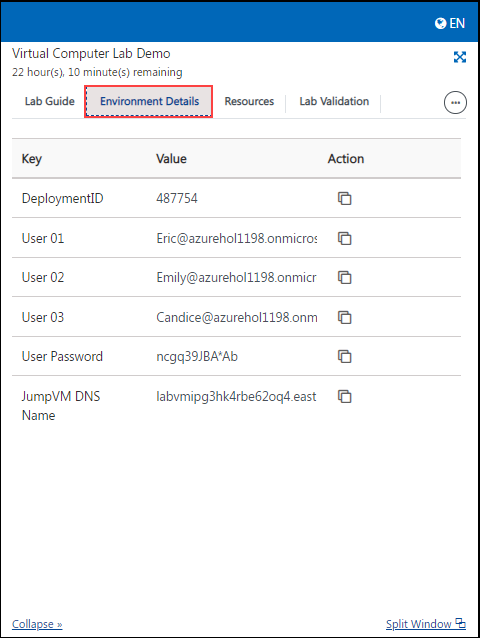 EN
Virtual Computer Lab Demo
22 hour(s), 10 minute(s) remaining
Lab Guide Environment Details Resources Lab Validation
Key Value Action
DeploymentID 487754
User 01 Eric@azurehol1198.onmicros
User 02 Emily@azurehol1198.onmicr
User 03 Candice@azurehol1198.onm
User Password ncgq39JBA*Ab
JumpVM DNS labvmipg3hk4rbe62oq4.east
Name
Collapse » Split Window